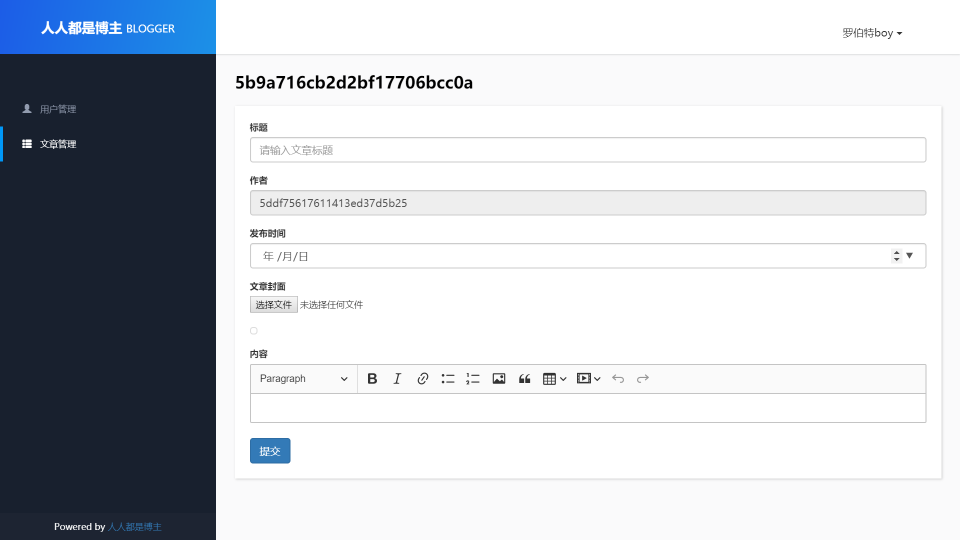 人人都是博主 BLOGGER
罗伯特boy
用户管理
文章管理
5b9a716cb2d2bf17706bcc0a
标题
请输入文章标题
作者
5ddf75617611413ed37d5b25
发布时间
年 /月/日
文章封面
选择文件 未选择任何文件
内容
Paragraph
提交
Powered by 人人都是博主